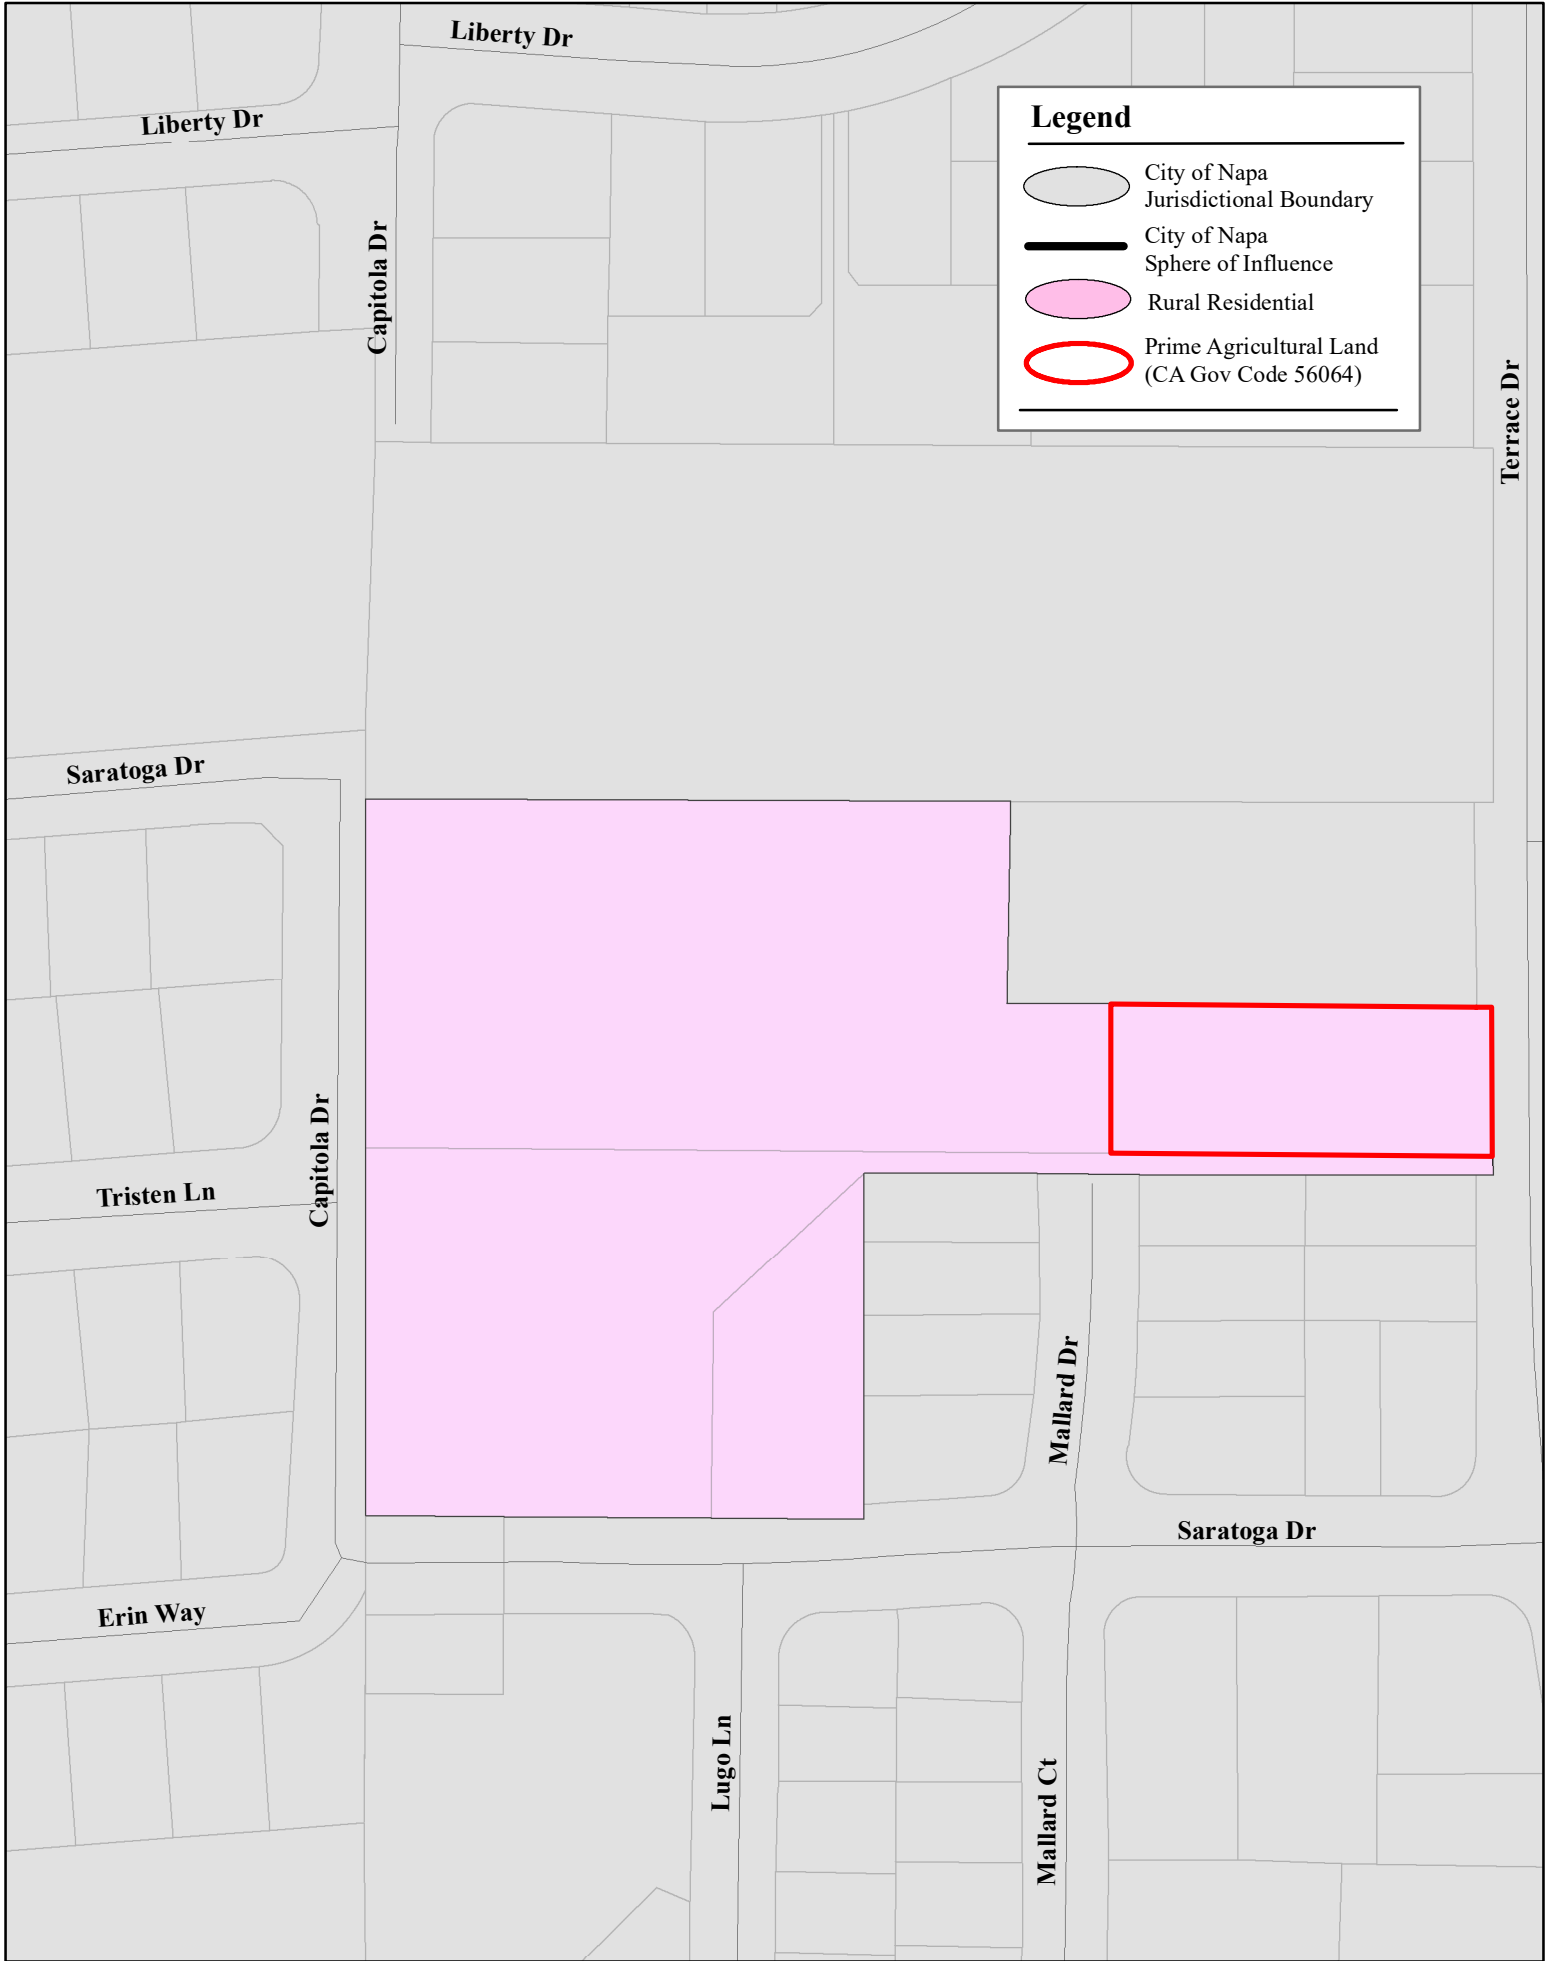 Liberty Dr
Liberty Dr
Legend
City of Napa
Jurisdictional Boundary
City of Napa
Sphere of Influence
Rural Residential
Prime Agricultural Land
(CA Gov Code 56064)
Capitola Dr
Terrace Dr
Saratoga Dr
Capitola Dr
Tristen Ln
Mallard Dr
Saratoga Dr
Erin Way
Lugo Ln
Mallard Ct